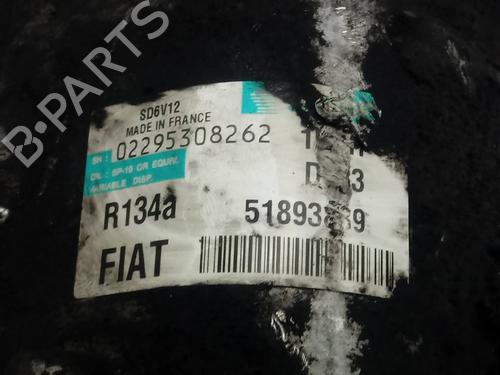 B-PARTS
SD6V12
MADE IN FRANCE
SN: 02295308262
OIL: SP-10 OR EQUIV.
VARIABLE DISP.
R134a
FIAT